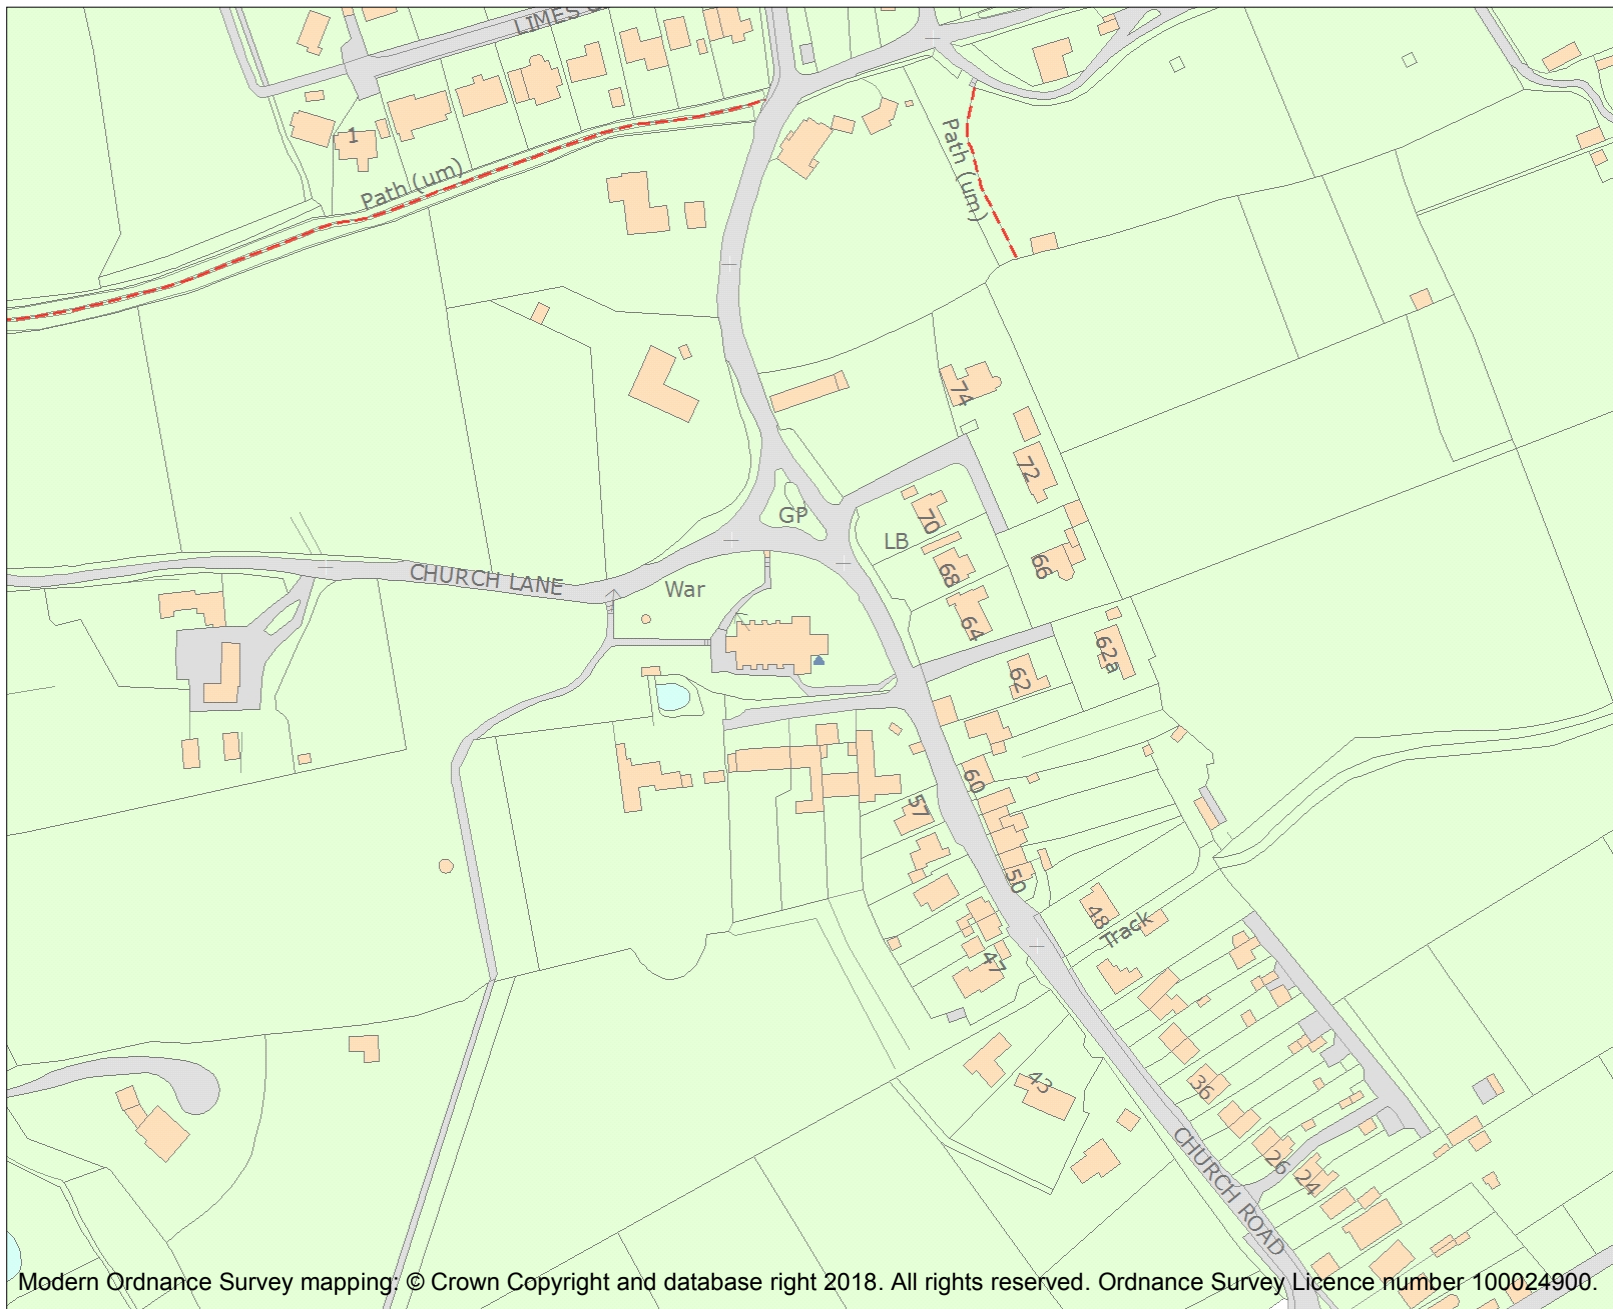 LIMES
1
Path (um)
Path (um)
74
72
70
GP
LB
66
68
CHURCH LANE
War
64
62a
62
60
57
50
48
Track
47
43
36
CHURCH ROAD
26
24
Modern Ordnance Survey mapping: © Crown Copyright and database right 2018. All rights reserved. Ordnance Survey Licence number 100024900.